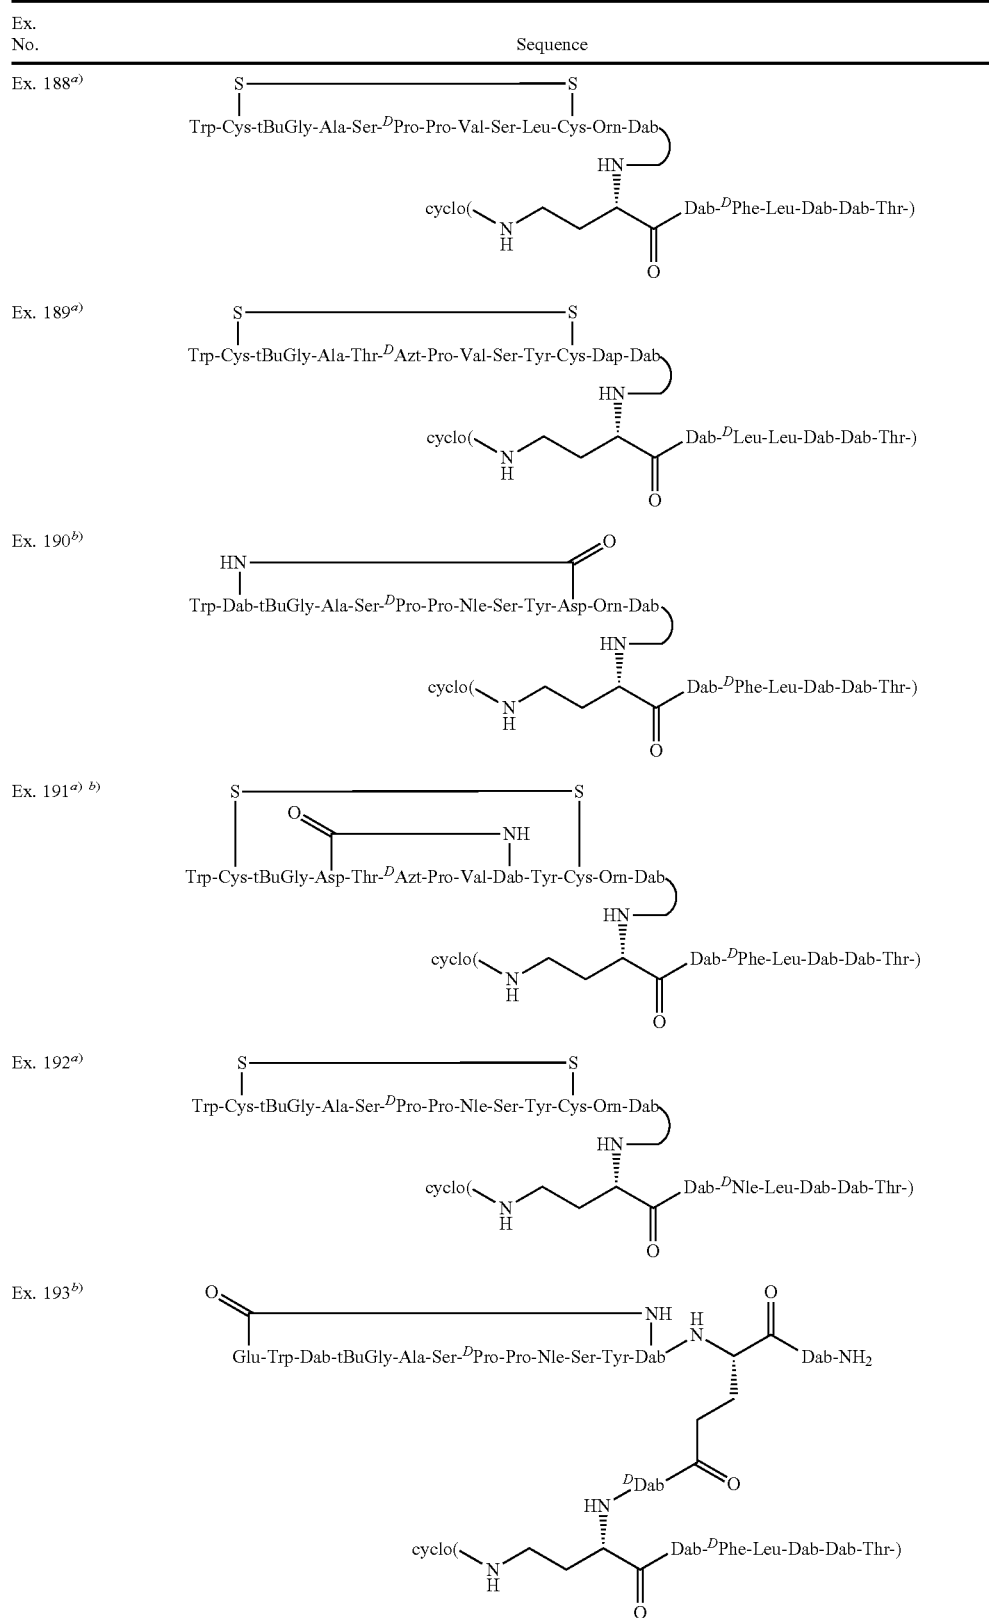 Ex.
No. Sequence
Ex. 188a)
S S
Trp-Cys-tBuGly-Ala-Ser-DPro-Pro-Val-Ser-Leu-Cys-Orn-Dab
HN
cyclo( N H Dab-DPhe-Leu-Dab-Dab-Thr-)
O
Ex. 189a)
S S
Trp-Cys-tBuGly-Ala-Thr-DAzt-Pro-Val-Ser-Tyr-Cys-Dap-Dab
HN
cyclo( N H Dab-DLeu-Leu-Dab-Dab-Thr-)
O
Ex. 190b)
HN O
Trp-Dab-tBuGly-Ala-Ser-DPro-Pro-Nle-Ser-Tyr-Asp-Orn-Dab
HN
cyclo( N H Dab-DPhe-Leu-Dab-Dab-Thr-)
O
Ex. 191a) b)
S S
O NH
Trp-Cys-tBuGly-Asp-Thr-DAzt-Pro-Val-Dab-Tyr-Cys-Orn-Dab
HN
cyclo( N H Dab-DPhe-Leu-Dab-Dab-Thr-)
O
Ex. 192a)
S S
Trp-Cys-tBuGly-Ala-Ser-DPro-Pro-Nle-Ser-Tyr-Cys-Orn-Dab
HN
cyclo( N H Dab-DNle-Leu-Dab-Dab-Thr-)
O
Ex. 193b)
O NH H N O
Glu-Trp-Dab-tBuGly-Ala-Ser-DPro-Pro-Nle-Ser-Tyr-Dab Dab-NH2
DDab O
HN
cyclo( N H Dab-DPhe-Leu-Dab-Dab-Thr-)
O